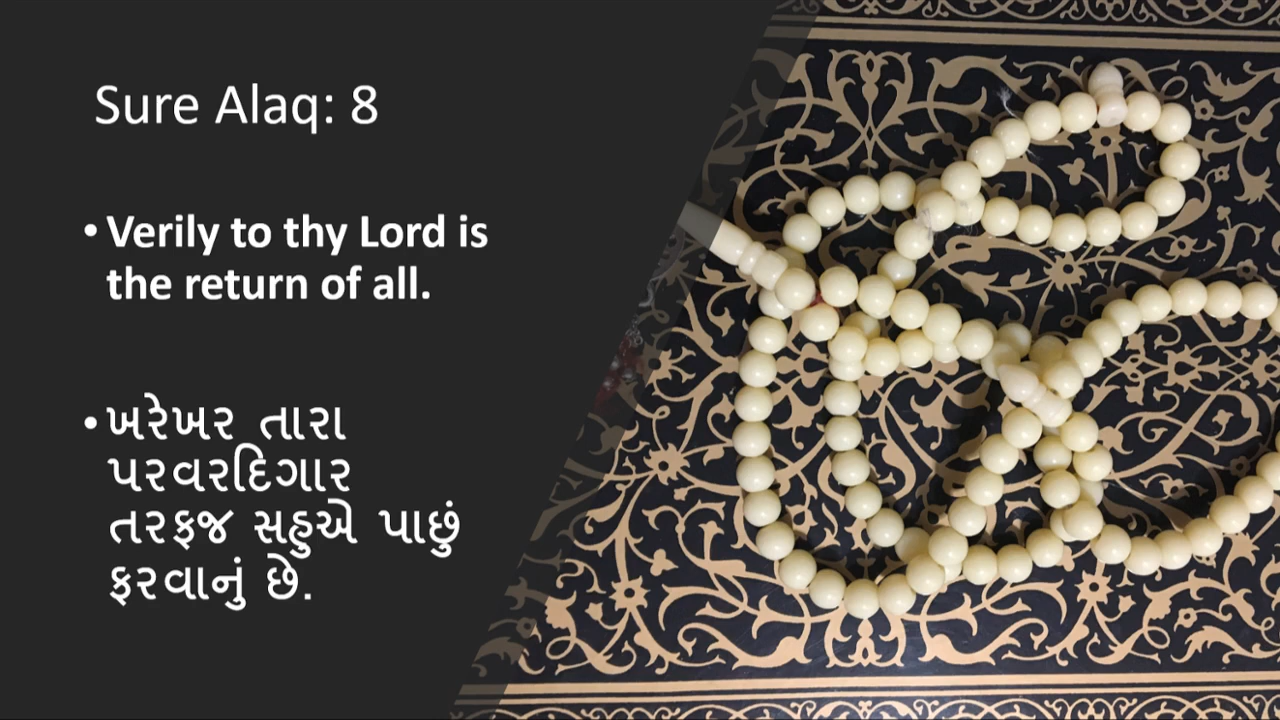 Sure Alaq: 8
• Verily to thy Lord is
the return of all.
• ખરેખર તારા
પરવરદિગાર
તરફજ સહુએ પાછું
ફરવાનું છે.